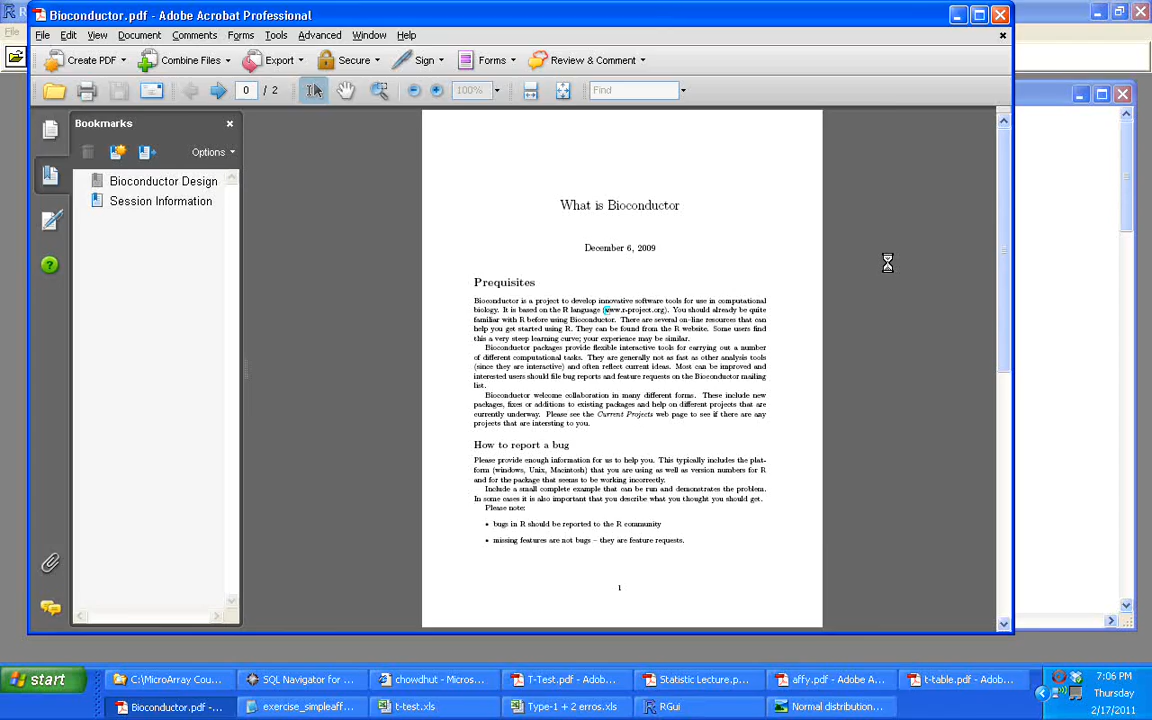 R
Bioconductor.pdf - Adobe Acrobat Professional
File
File Edit View Document Comments Forms Tools Advanced Window Help
Create PDF Combine Files Export Secure Sign Forms Review & Comment
0 / 2 100% Find
Bookmarks
Options
Bioconductor Design
Session Information
What is Bioconductor
December 6, 2009
Prequisites
Bioconductor is a project to develop innovative software tools for use in computational
biology. It is based on the R language (www.r-project.org). You should already be quite
familiar with R before using Bioconductor. There are several on-line resources that can
help you get started using R. They can be found from the R website. Some users find
this a very steep learning curve; your experience may be similar.
Bioconductor packages provide flexible interactive tools for carrying out a number
of different computational tasks. They are generally not as fast as other analysis tools
(since they are interactive) and often reflect current ideas. Most can be improved and
interested users should file bug reports and feature requests on the Bioconductor mailing
list.
Bioconductor welcome collaboration in many different forms. These include new
packages, fixes or additions to existing packages and help on different projects that are
currently underway. Please see the Current Projects web page to see if there are any
projects that are intersting to you.
How to report a bug
Please provide enough information for us to help you. This typically includes the plat-
form (windows, Unix, Macintosh) that you are using as well as version numbers for R
and for the package that seems to be working incorrectly.
Include a small complete example that can be run and demonstrates the problem.
In some cases it is also important that you describe what you thought you should get.
Please note:
• bugs in R should be reported to the R community
• missing features are not bugs – they are feature requests.
1
start C:\MicroArray Cou... SQL Navigator for ... chowdhut - Micros... T-Test.pdf - Adob... Statistic Lecture.p... affy.pdf - Adobe A... t-table.pdf - Adob... 7:06 PM
Thursday
Bioconductor.pdf -... exercise_simpleaff... t-test.xls Type-1 + 2 erros.xls RGui Normal distribution... 2/17/2011